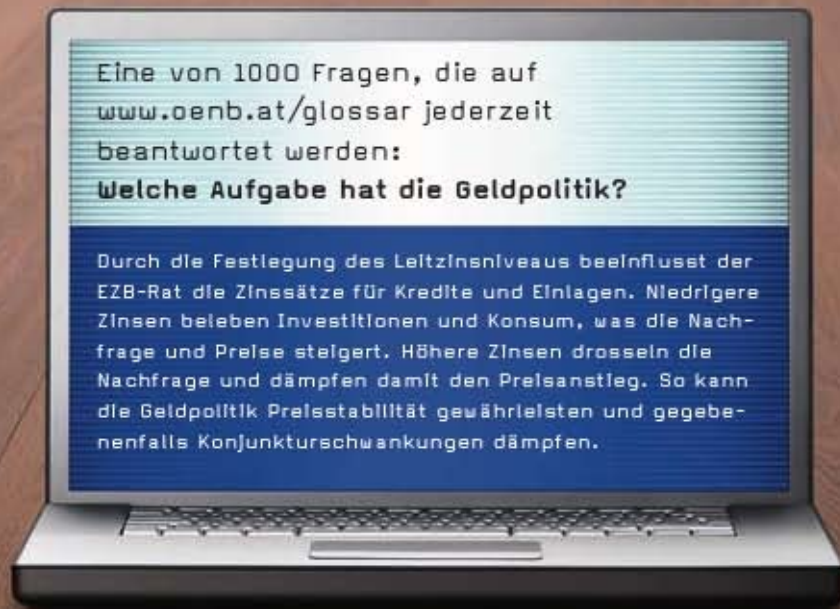 Eine von 1000 Fragen, die auf
www.oenb.at/glossar jederzeit
beantwortet werden:
Welche Aufgabe hat die Geldpolitik?
Durch die Festlegung des Leitzinsniveaus beeinflusst der
EZB-Rat die Zinssätze für Kredite und Einlagen. Niedrigere
Zinsen beleben Investitionen und Konsum, was die Nach-
frage und Preise steigert. Höhere Zinsen drosseln die
Nachfrage und dämpfen damit den Preisanstieg. So kann
die Geldpolitik Preisstabilität gewährleisten und gegebe-
nenfalls Konjunkturschwankungen dämpfen.